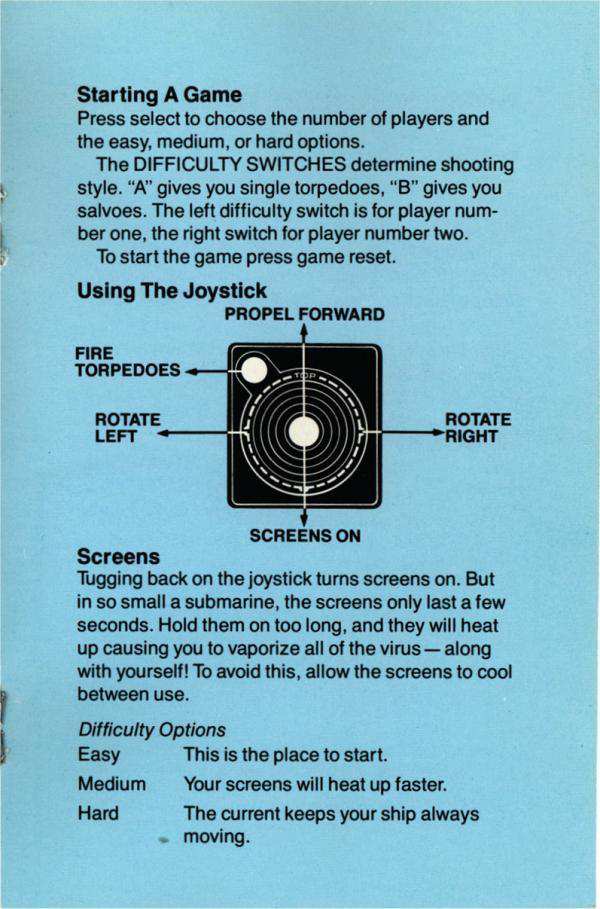 Starting A Game
Press select to choose the number of players and
the easy, medium, or hard options.
The DIFFICULTY SWITCHES determine shooting
style. “A” gives you single torpedoes, “B” gives you
salvoes. The left difficulty switch is for player num-
ber one, the right switch for player number two.
To start the game press game reset.
Using The Joystick
PROPEL FORWARD
FIRE
TORPEDOES
TOP
ROTATE
LEFT
ROTATE
RIGHT
SCREENS ON
Screens
Tugging back on the joystick turns screens on. But
in so small a submarine, the screens only last a few
seconds. Hold them on too long, and they will heat
up causing you to vaporize all of the virus — along
with yourself! To avoid this, allow the screens to cool
between use.
Difficulty Options
Easy This is the place to start.
Medium Your screens will heat up faster.
Hard The current keeps your ship always
moving.